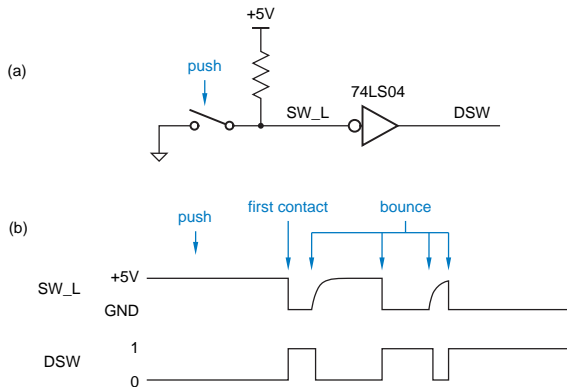 (a)
+5V
push
74LS04
SW_L
DSW
(b)
push
first contact
bounce
SW_L
+5V
GND
DSW
1
0